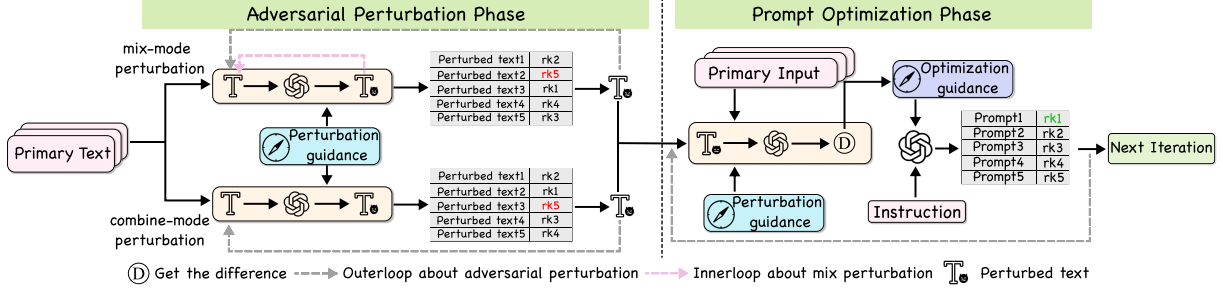 Adversarial Perturbation Phase
Prompt Optimization Phase
mix-mode
perturbation
T
T
Perturbed text1 rk2
Perturbed text2 rk5
Perturbed text3 rk1
Perturbed text4 rk4
Perturbed text5 rk3
T
Primary Text
Perturbation
guidance
combine-mode
perturbation
T
T
Perturbed text1 rk2
Perturbed text2 rk1
Perturbed text3 rk5
Perturbed text4 rk3
Perturbed text5 rk4
T
Primary Input
Optimization
guidance
T
D
Perturbation
guidance
Instruction
Prompt1 rk1
Prompt2 rk2
Prompt3 rk3
Prompt4 rk4
Prompt5 rk5
Next Iteration
D Get the difference
Outerloop about adversarial perturbation
Innerloop about mix perturbation
T Perturbed text